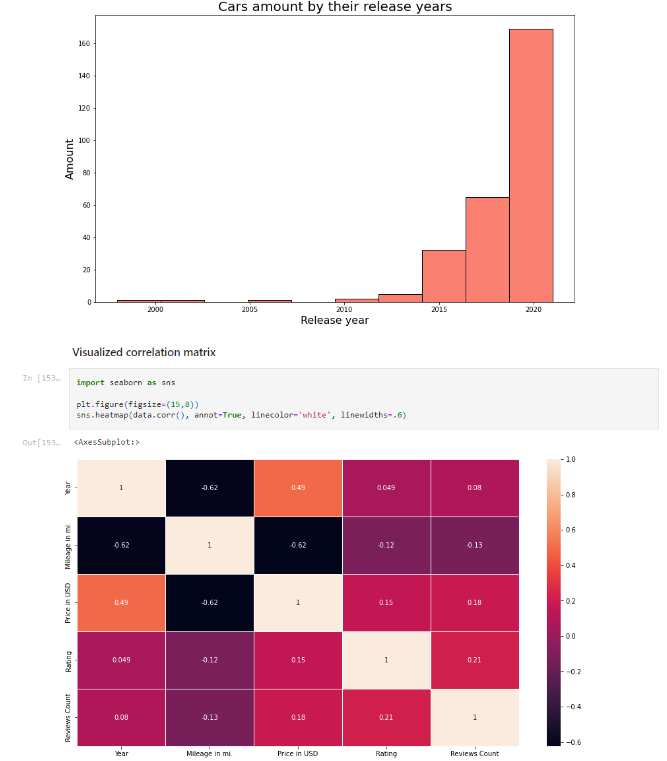 Cars amount by their release years
160
140
120
100
80
60
40
20
0
Amount
2000 2005 2010 2015 2020
Release year
Visualized correlation matrix
In [153…
import seaborn as sns
plt.figure(figsize=(15,8))
sns.heatmap(data.corr(), annot=True, linecolor='white', linewidths=.6)
Out[153…
<AxesSubplot:>
Year 1 -0.62 0.49 0.049 0.08
Mileage in mi. -0.62 1 -0.62 -0.12 -0.13
Price in USD 0.49 -0.62 1 0.15 0.18
Rating 0.049 -0.12 0.15 1 0.21
Reviews Count 0.08 -0.13 0.18 0.21 1
Year Mileage in mi. Price in USD Rating Reviews Count
1.0
0.8
0.6
0.4
0.2
0.0
−0.2
−0.4
−0.6